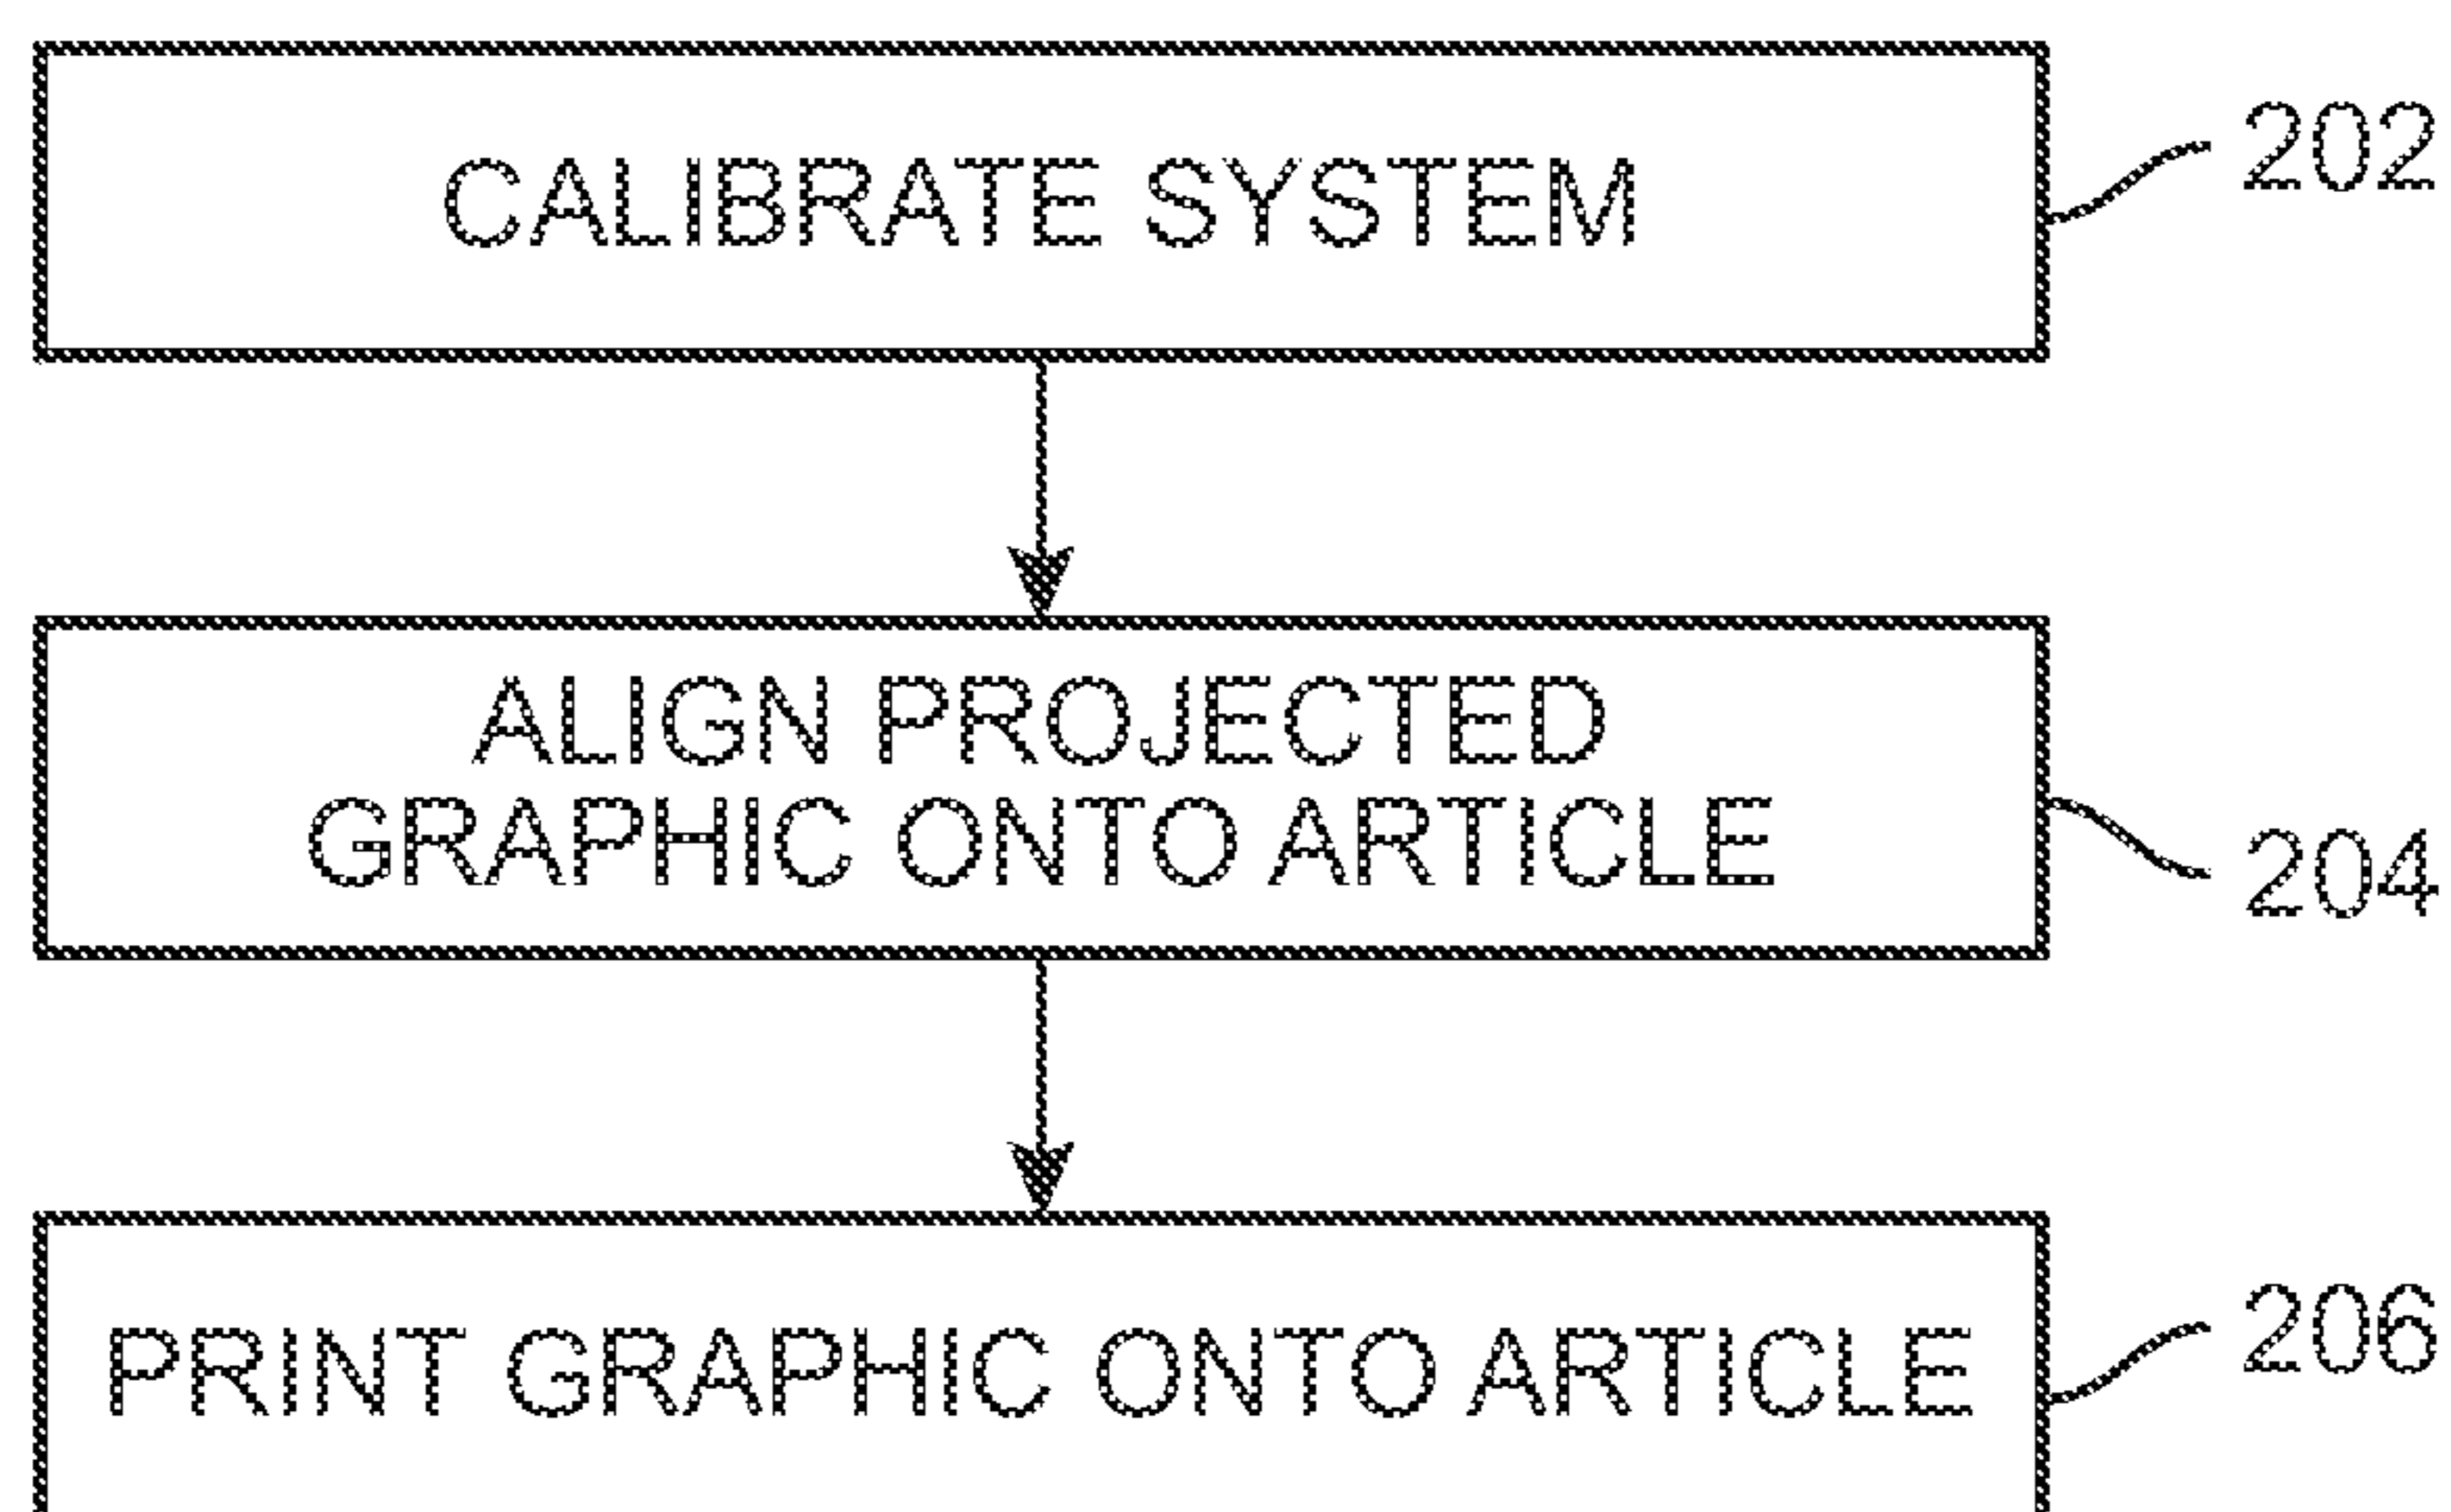 CALIBRATE SYSTEM
202
ALIGN PROJECTED
GRAPHIC ONTO ARTICLE
204
PRINT GRAPHIC ONTO ARTICLE
206